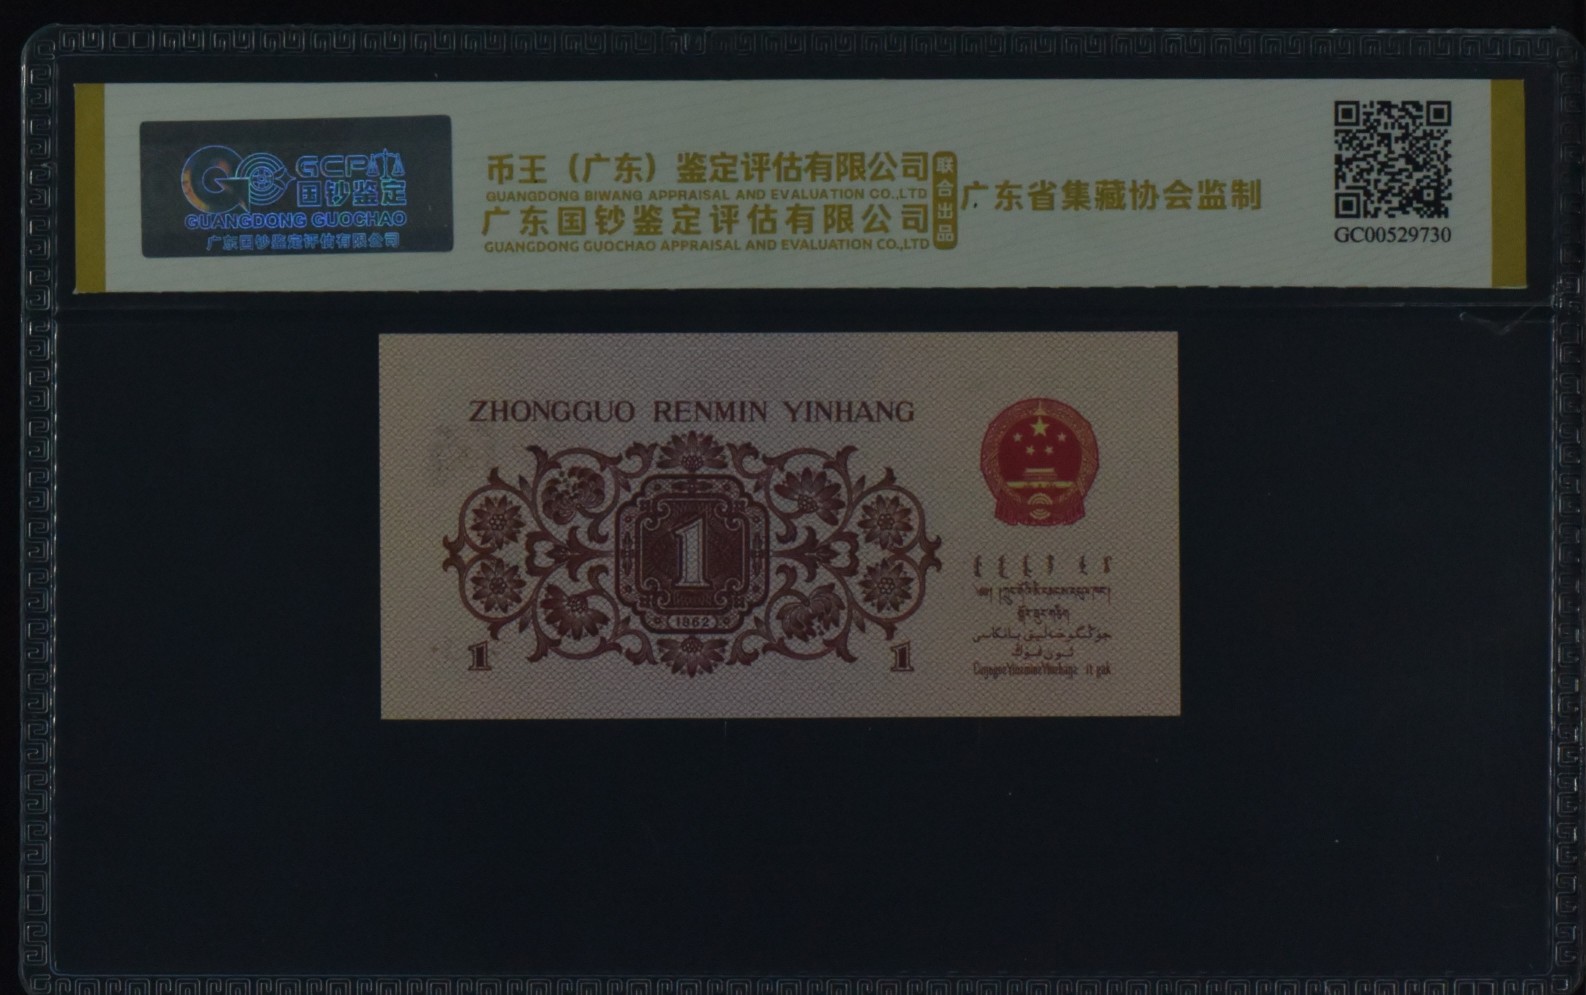 GCP
国钞鉴定
GUANGDONG GUOCHAO
广东国钞鉴定评估有限公司
币王（广东）鉴定评估有限公司
GUANGDONG BIWANG APPRAISAL AND EVALUATION CO.,LTD
广东国钞鉴定评估有限公司
GUANGDONG GUOCHAO APPRAISAL AND EVALUATION CO.,LTD
联合出品
广东省集藏协会监制
GC00529730
ZHONGGUO RENMIN YINHANG
1
1962
1
1